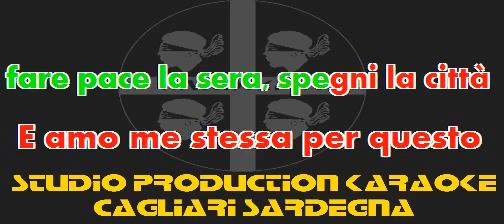 fare pace la sera, spegni la città
E amo me stessa per questo
STUDIO PRODUCTION KARAOKE
CAGLIARI SARDEGNA